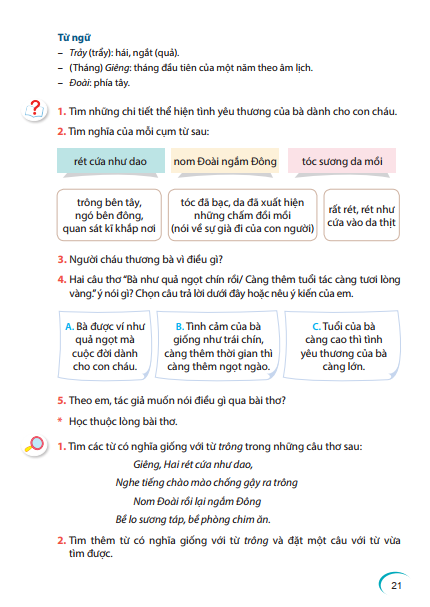 Từ ngữ
– Trảy (trẩy): hái, ngắt (quả).
– (Tháng) Giêng: tháng đầu tiên của một năm theo âm lịch.
– Đoài: phía tây.
?
1. Tìm những chi tiết thể hiện tình yêu thương của bà dành cho con cháu.
2. Tìm nghĩa của mỗi cụm từ sau:
rét cứa như dao
nom Đoài ngắm Đông
tóc sương da mồi
trông bên tây,
ngó bên đông,
quan sát kĩ khắp nơi
tóc đã bạc, da đã xuất hiện
những chấm đồi mồi
(nói về sự già đi của con người)
rất rét, rét như
cứa vào da thịt
3. Người cháu thương bà vì điều gì?
4. Hai câu thơ “Bà như quả ngọt chín rồi/ Càng thêm tuổi tác càng tươi lòng
vàng.” ý nói gì? Chọn câu trả lời dưới đây hoặc nêu ý kiến của em.
A. Bà được ví như
quả ngọt mà
cuộc đời dành
cho con cháu.
B. Tình cảm của bà
giống như trái chín,
càng thêm thời gian thì
càng thêm ngọt ngào.
C. Tuổi của bà
càng cao thì tình
yêu thương của bà
càng lớn.
5. Theo em, tác giả muốn nói điều gì qua bài thơ?
* Học thuộc lòng bài thơ.
1. Tìm các từ có nghĩa giống với từ trông trong những câu thơ sau:
Giêng, Hai rét cứa như dao,
Nghe tiếng chào mào chống gậy ra trông
Nom Đoài rồi lại ngắm Đông
Bề lo sương táp, bề phòng chim ăn.
2. Tìm thêm từ có nghĩa giống với từ trông và đặt một câu với từ vừa
tìm được.
21